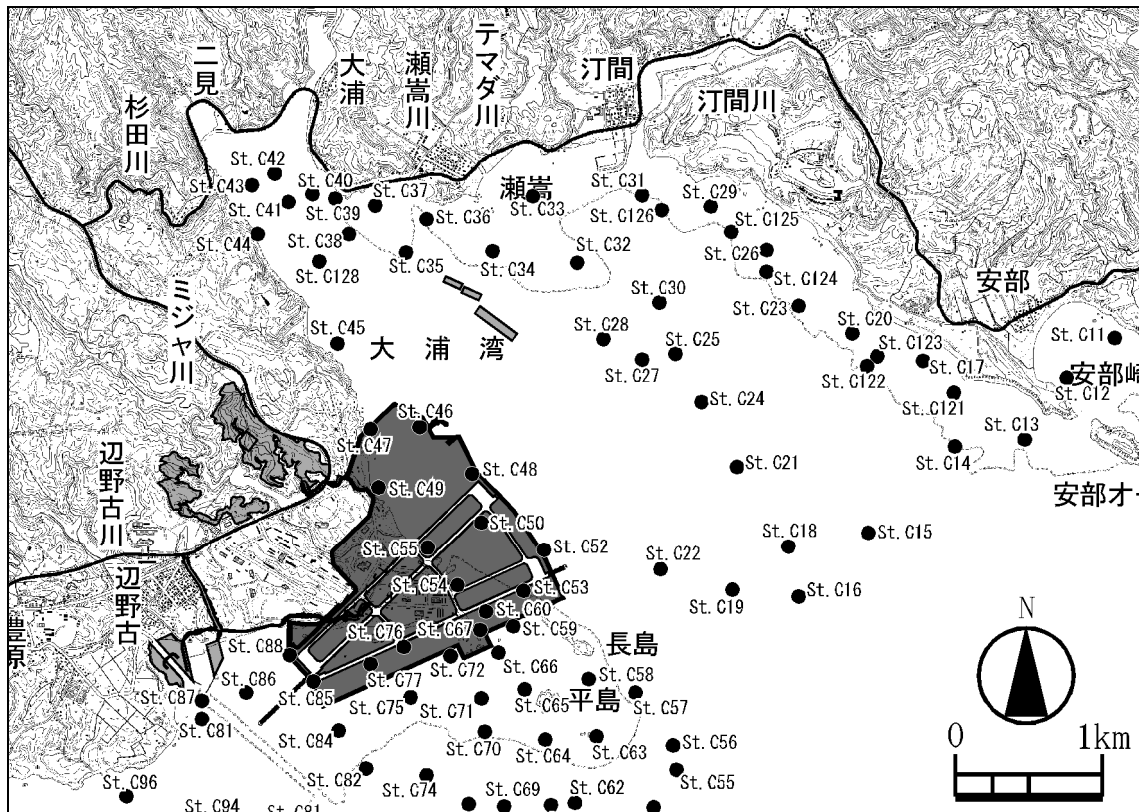 二見
大浦
瀬嵩川
テマダ川
汀間
杉田川
汀間川
瀬嵩
安部
ミジャ川
大浦湾
安部崎
安部オー
辺野古川
辺野古
豊原
長島
平島
St. C42
St. C43
St. C40
St. C37
St. C41
St. C39
St. C36
St. C33
St. C31
St. C29
St. C126
St. C125
St. C44
St. C38
St. C128
St. C35
St. C34
St. C32
St. C26
St. C124
St. C30
St. C23
St. C45
St. C28
St. C25
St. C27
St. C20
St. C123
St. C17
St. C122
St. C121
St. C11
St. C12
St. C24
St. C13
St. C14
St. C46
St. C47
St. C48
St. C49
St. C21
St. C50
St. C52
St. C55
St. C54
St. C53
St. C18
St. C15
St. C22
St. C19
St. C16
St. C60
St. C59
St. C76
St. C67
St. C88
St. C72
St. C66
St. C58
St. C86
St. C87
St. C85
St. C77
St. C75
St. C71
St. C65
St. C57
St. C81
St. C84
St. C70
St. C64
St. C63
St. C56
St. C55
St. C82
St. C74
St. C96
St. C94
St. C81
St. C69
St. C62
N
0 1km